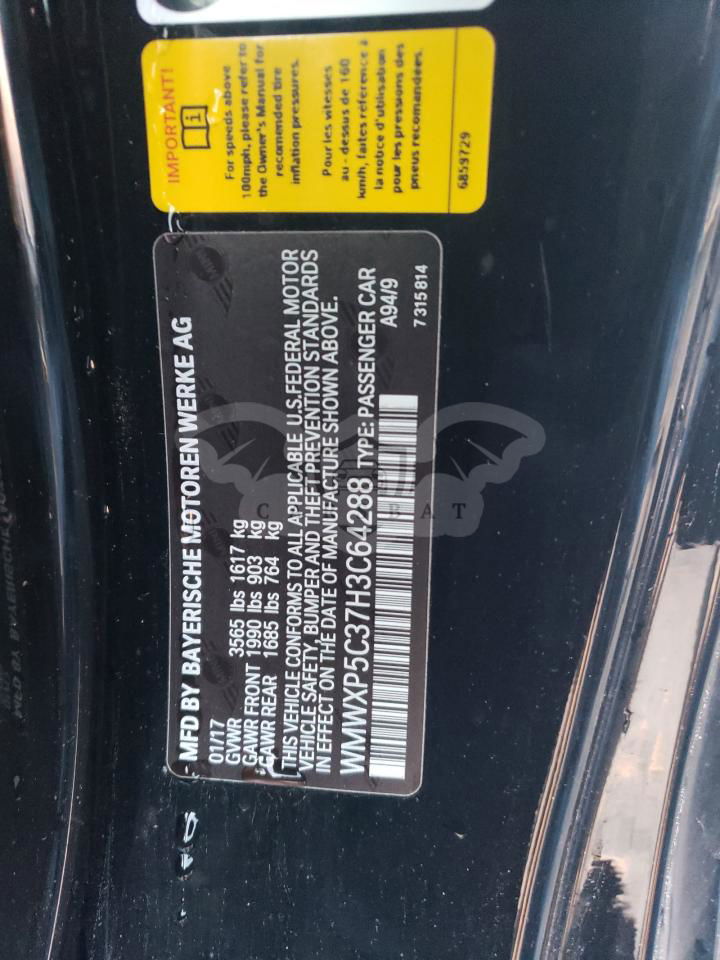 IMPORTANT!
For speeds above
100mph, please refer to
the Owner's Manual for
recomended tire
inflation pressures.
Pour les vitesses
au - dessus de 160
km/h, faites référence à
la notice d'utilisation
pour les pressions des
pneus recomandées.
6859729
MFD BY BAYERISCHE MOTOREN WERKE AG
01/17
GVWR 3565 lbs 1617 kg
GAWR FRONT 1990 lbs 903 kg
GAWR REAR 1685 lbs 764 kg
THIS VEHICLE CONFORMS TO ALL APPLICABLE U.S. FEDERAL MOTOR
VEHICLE SAFETY, BUMPER AND THEFT PREVENTION STANDARDS
IN EFFECT ON THE DATE OF MANUFACTURE SHOWN ABOVE.
WMWXP5C37H3C64288 TYPE: PASSENGER CAR
A94/9
7 315 814